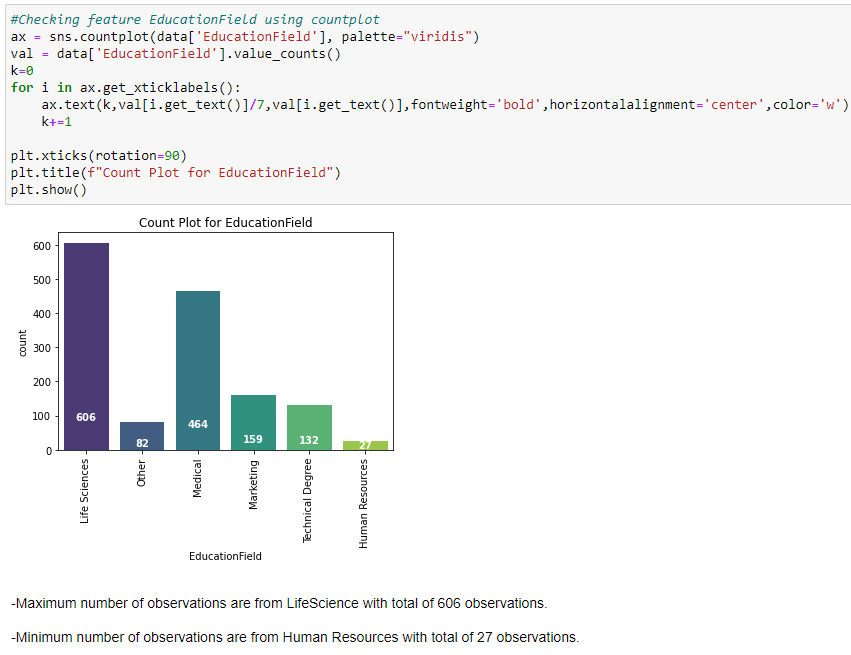 #Checking feature EducationField using countplot
ax = sns.countplot(data['EducationField'], palette="viridis")
val = data['EducationField'].value_counts()
k=0
for i in ax.get_xticklabels():
    ax.text(k,val[i.get_text()]/7,val[i.get_text()],fontweight='bold',horizontalalignment='center',color='w')
    k+=1
plt.xticks(rotation=90)
plt.title(f"Count Plot for EducationField")
plt.show()
Count Plot for EducationField
count
600
500
400
300
200
100
0
606
82
464
159
132
27
Life Sciences
Other
Medical
Marketing
Technical Degree
Human Resources
EducationField
-Maximum number of observations are from LifeScience with total of 606 observations.
-Minimum number of observations are from Human Resources with total of 27 observations.